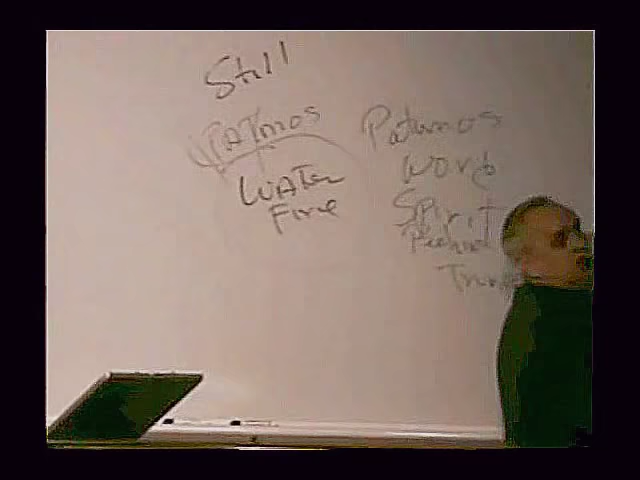 Still
PATmos
WATer
Fire
Patmos
Word
Spirit